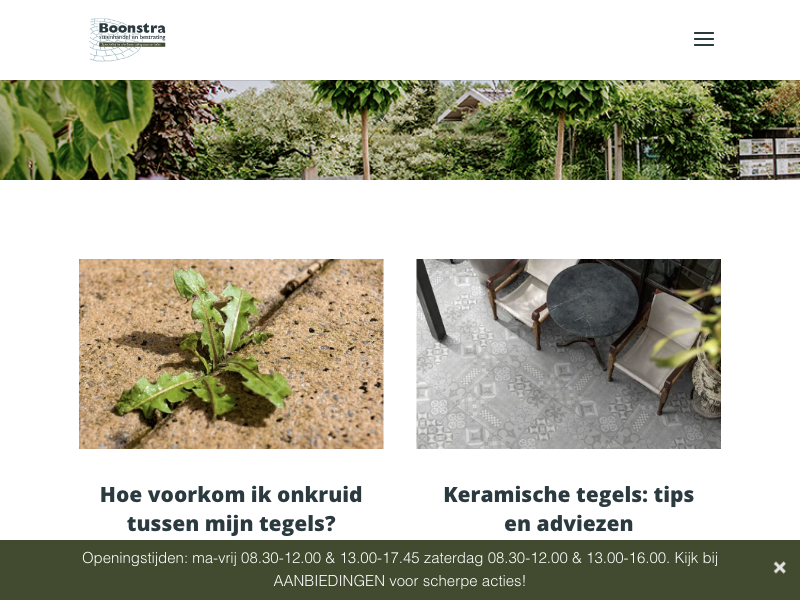 Boonstra
steenhandel en bestrating
Hoe voorkom ik onkruid
tussen mijn tegels?
Keramische tegels: tips
en adviezen
Openingstijden: ma-vrij 08.30-12.00 & 13.00-17.45 zaterdag 08.30-12.00 & 13.00-16.00. Kijk bij
AANBIEDINGEN voor scherpe acties!